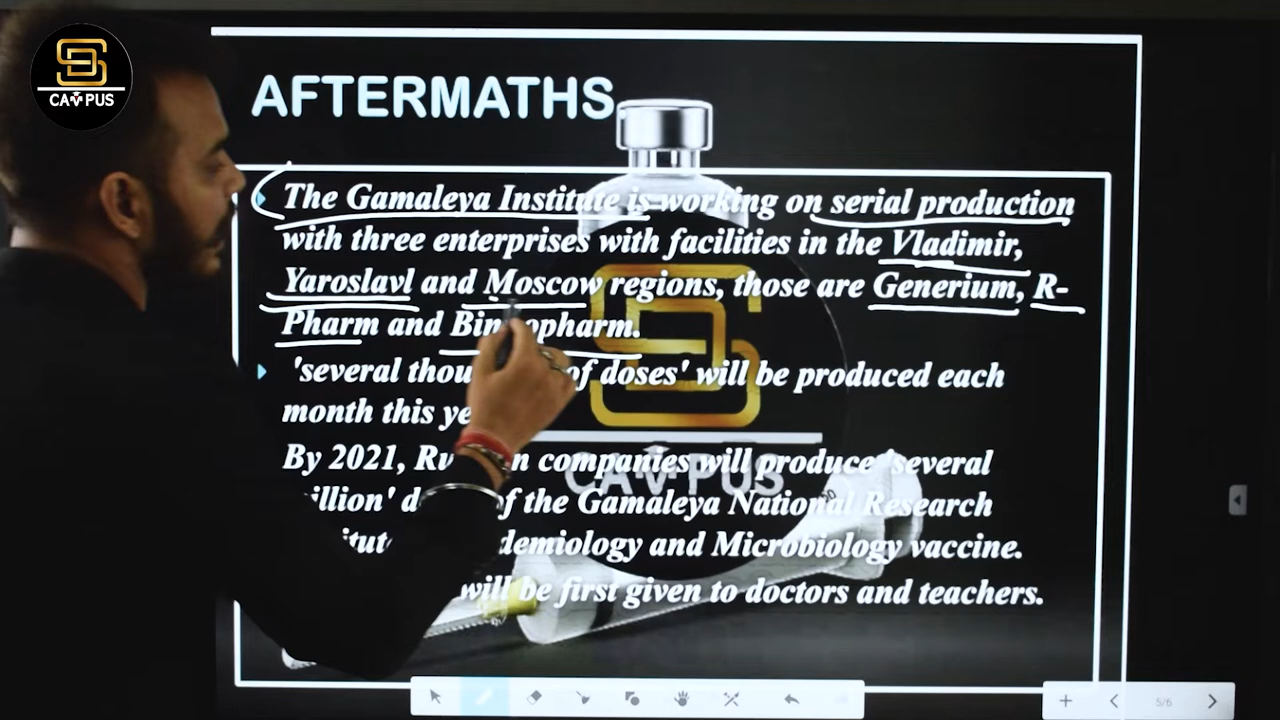 CAMPUS
AFTERMATHS
The Gamaleya Institute is working on serial production
with three enterprises with facilities in the Vladimir,
Yaroslavl and Moscow regions, those are Generium, R-
Pharm and
'several of doses' will be produced each
month this
By 2021, companies will produce 'several
of the Gamaleya National Research
and Microbiology vaccine.
will be first given to doctors and teachers.
CAMPUS
5/6